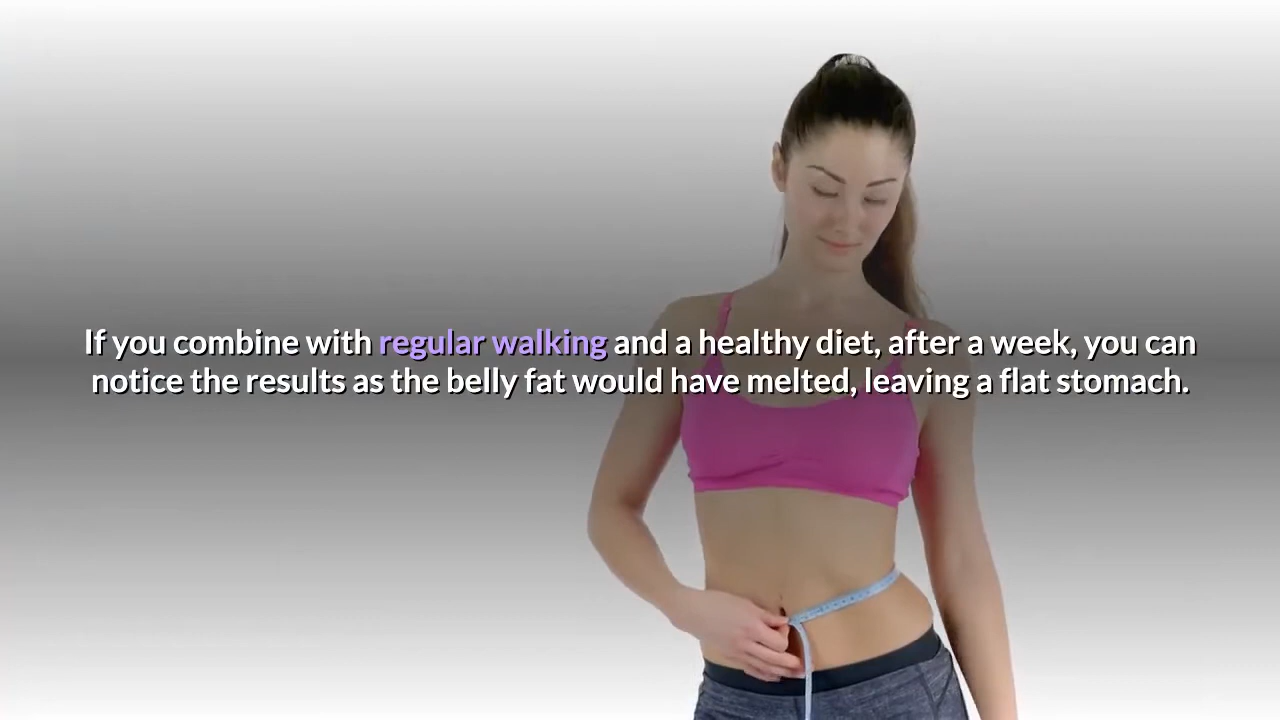 If you combine with regular walking and a healthy diet, after a week, you can
notice the results as the belly fat would have melted, leaving a flat stomach.